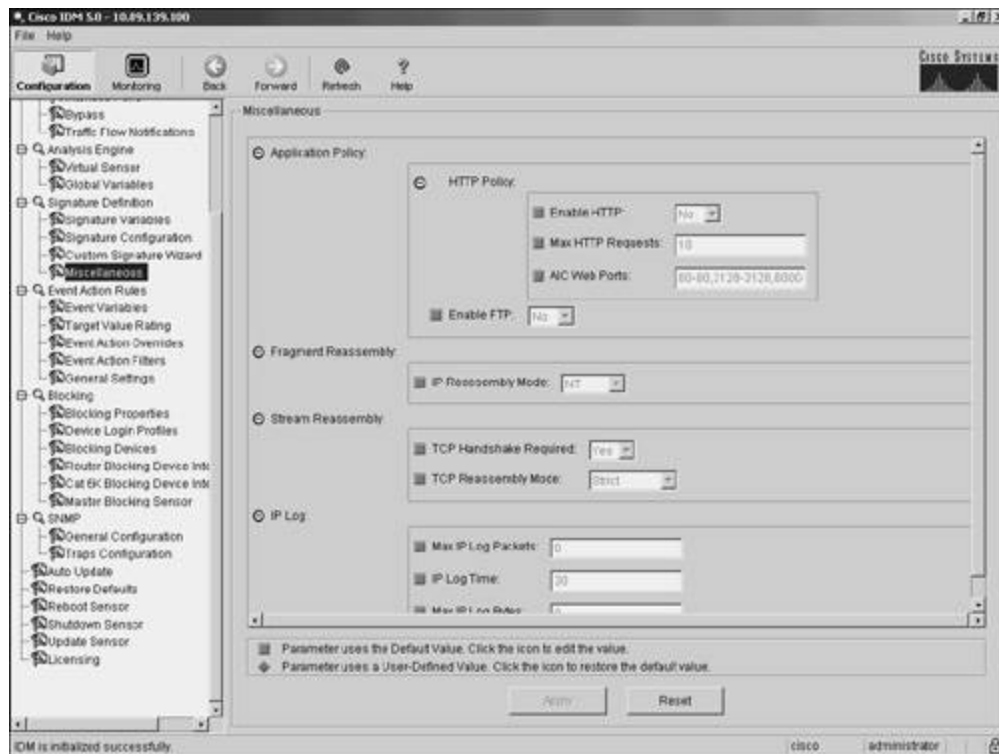 Cisco IDM 5.0 - 10.89.139.100
File Help
Configuration Monitoring Back Forward Refresh Help
Cisco Systems
Bypass
Traffic Flow Notifications
Analysis Engine
Virtual Sensor
Global Variables
Signature Definition
Signature Variables
Signature Configuration
Custom Signature Wizard
Miscellaneous
Event Action Rules
Event Variables
Target Value Rating
Event Action Overrides
Event Action Filters
General Settings
Blocking
Blocking Properties
Device Login Profiles
Blocking Devices
Router Blocking Device Inte
Cat 6K Blocking Device Inte
Master Blocking Sensor
SNMP
General Configuration
Traps Configuration
Auto Update
Restore Defaults
Reboot Sensor
Shutdown Sensor
Update Sensor
Licensing
Miscellaneous
Application Policy:
HTTP Policy:
Enable HTTP: No
Max HTTP Requests: 10
AIC Web Ports: 80-80,3128-3128,8000
Enable FTP: No
Fragment Reassembly:
IP Reassembly Mode: NT
Stream Reassembly:
TCP Handshake Required: Yes
TCP Reassembly Mode: Strict
IP Log:
Max IP Log Packets: 0
IP Log Time: 30
Max IP Log Bytes: 0
Parameter uses the Default Value. Click the icon to edit the value.
Parameter uses a User-Defined Value. Click the icon to restore the default value.
Apply Reset
IDM is initialized successfully. cisco administrator